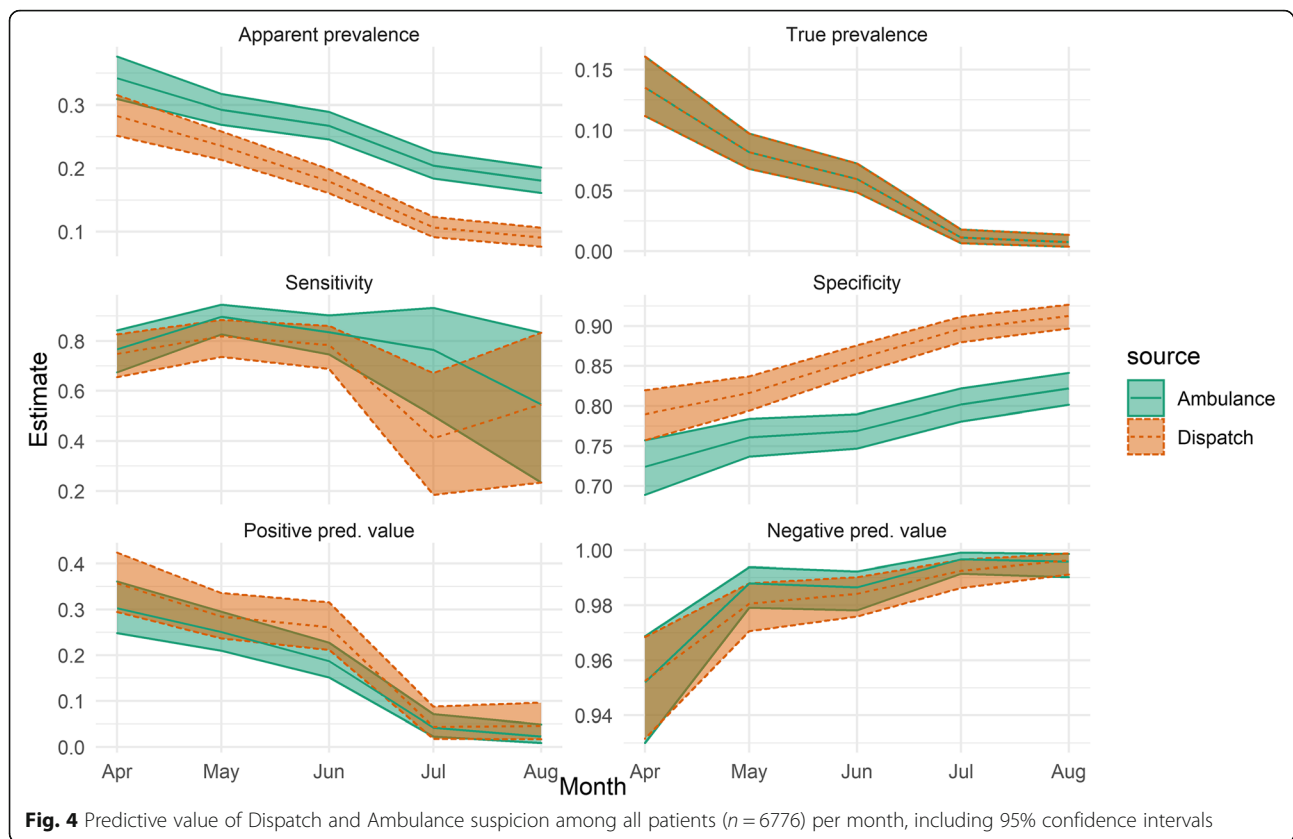 Apparent prevalence
True prevalence
0.3
0.2
0.1
0.15
0.10
0.05
0.00
Sensitivity
Specificity
0.8
0.6
0.4
0.2
0.90
0.85
0.80
0.75
0.70
Positive pred. value
Negative pred. value
0.4
0.3
0.2
0.1
0.0
1.00
0.98
0.96
0.94
Apr May Jun Jul Aug
Apr May Jun Jul Aug
Estimate
Month
source
Ambulance
Dispatch
Fig. 4 Predictive value of Dispatch and Ambulance suspicion among all patients (n = 6776) per month, including 95% confidence intervals